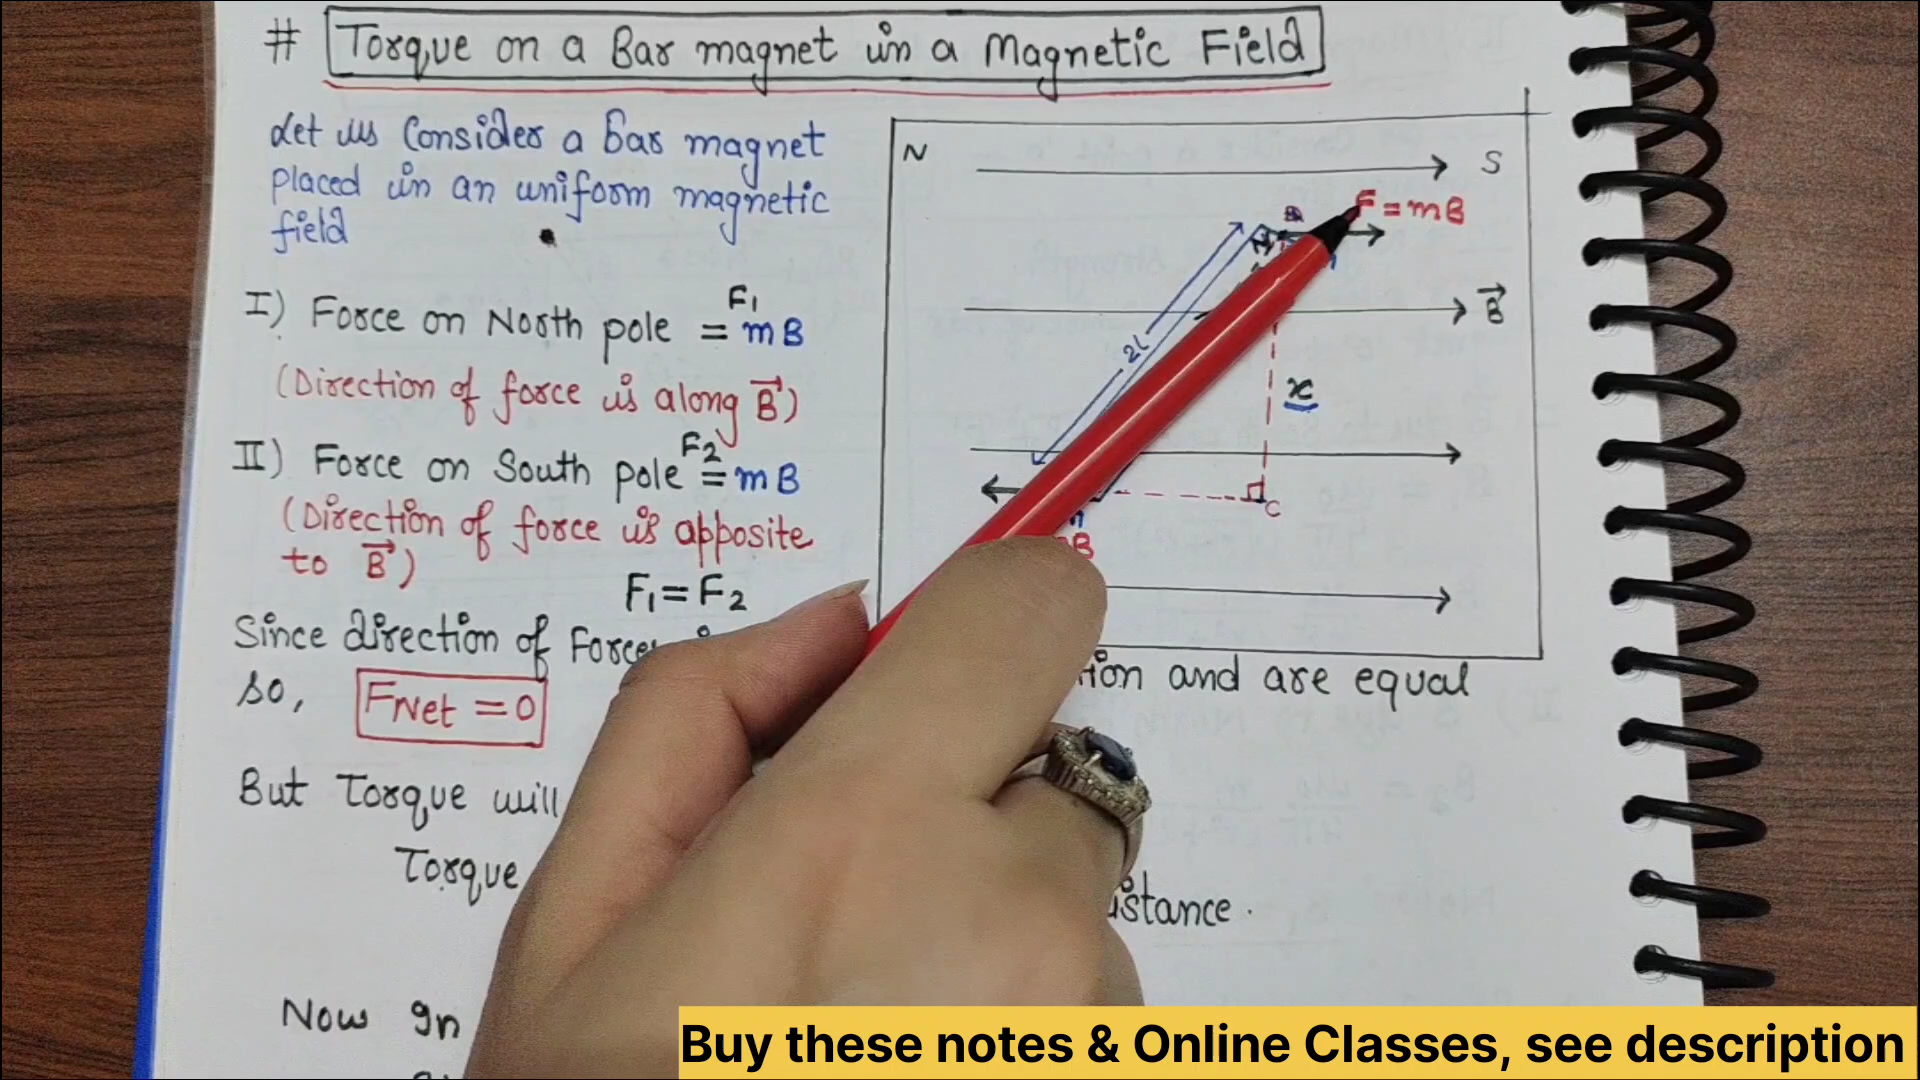 # Torque on a Bar magnet in a Magnetic Field
Let us Consider a bar magnet
placed in an uniform magnetic
field
I) Force on North pole = mB
F1
(Direction of force is along B⃗)
II) Force on South pole = mB
F2
(Direction of force is apposite
to B⃗)
F1 = F2
Since direction of Forces
and are equal
so, FNet = 0
But Torque will
Torque
istance.
Now In
N
S
F = mB
B⃗
2l
x
C
B
Buy these notes & Online Classes, see description